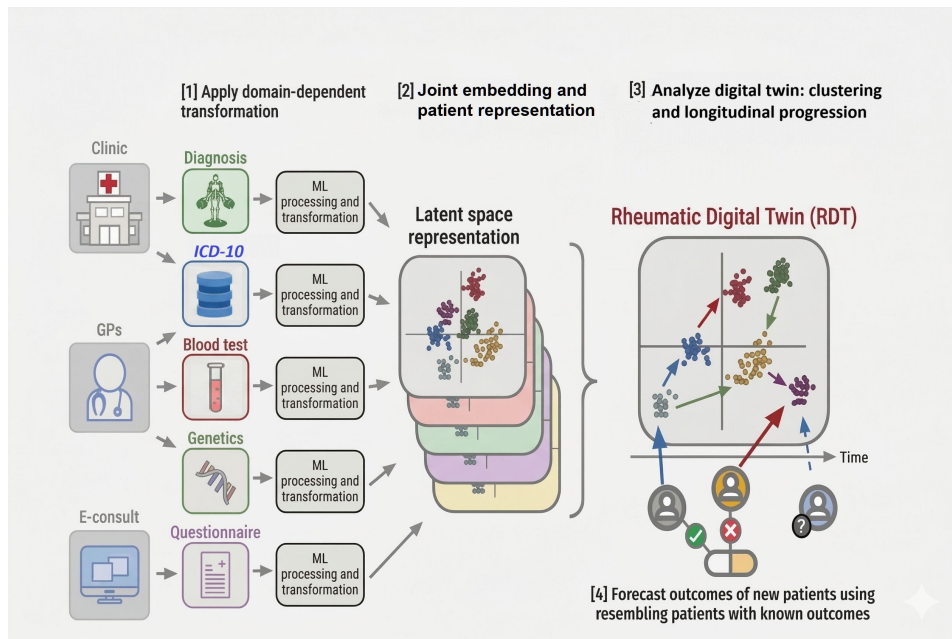 [1] Apply domain-dependent
transformation
[2] Joint embedding and
patient representation
[3] Analyze digital twin: clustering
and longitudinal progression
Clinic
Diagnosis
ML
processing and
transformation
ICD-10
ML
processing and
transformation
GPs
Blood test
ML
processing and
transformation
Genetics
ML
processing and
transformation
E-consult
Questionnaire
ML
processing and
transformation
Latent space
representation
Rheumatic Digital Twin (RDT)
Time
?
[4] Forecast outcomes of new patients using
resembling patients with known outcomes